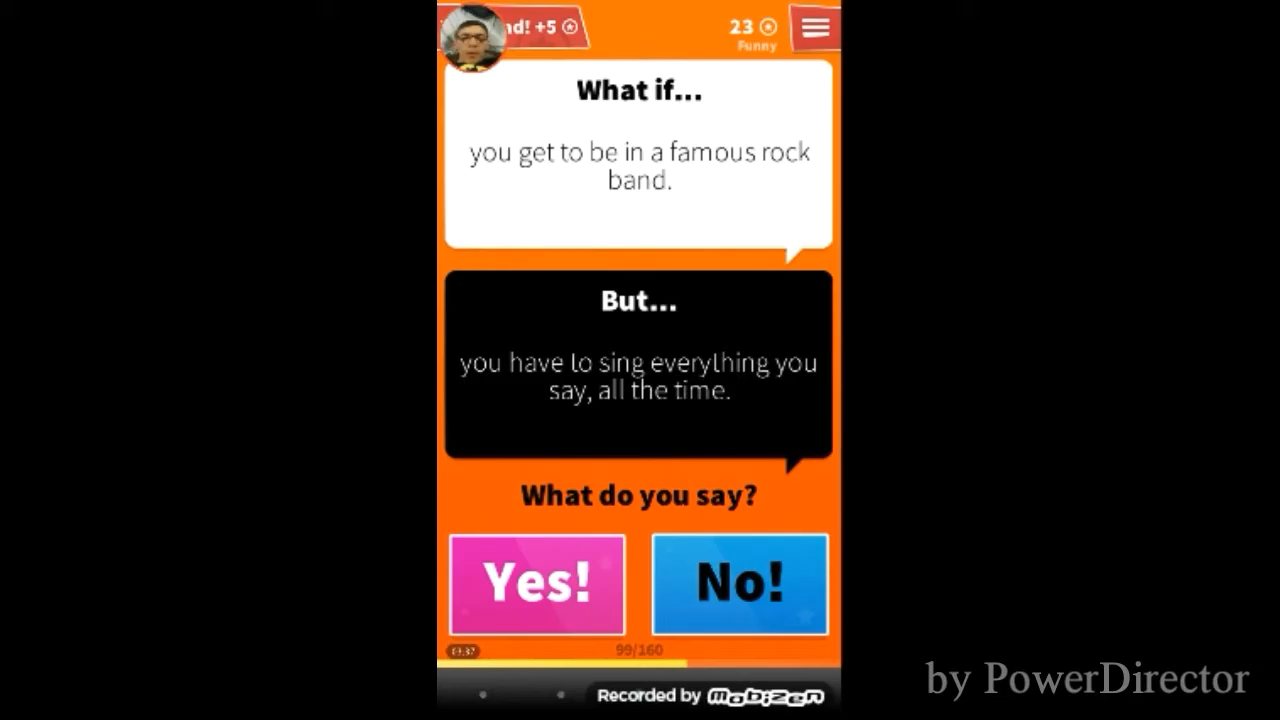 nd! +5
23
Funny
What if...
you get to be in a famous rock
band.
But...
you have to sing everything you
say, all the time.
What do you say?
Yes!
No!
99/160
Recorded by mobizen
by PowerDirector